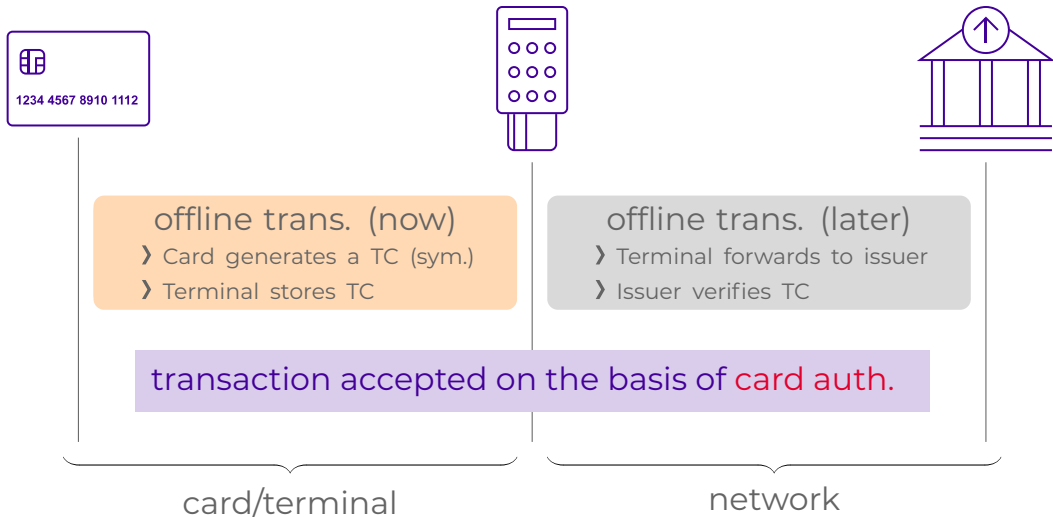 1234 4567 8910 1112
offline trans. (now)
❯ Card generates a TC (sym.)
❯ Terminal stores TC
offline trans. (later)
❯ Terminal forwards to issuer
❯ Issuer verifies TC
transaction accepted on the basis of card auth.
card/terminal
network